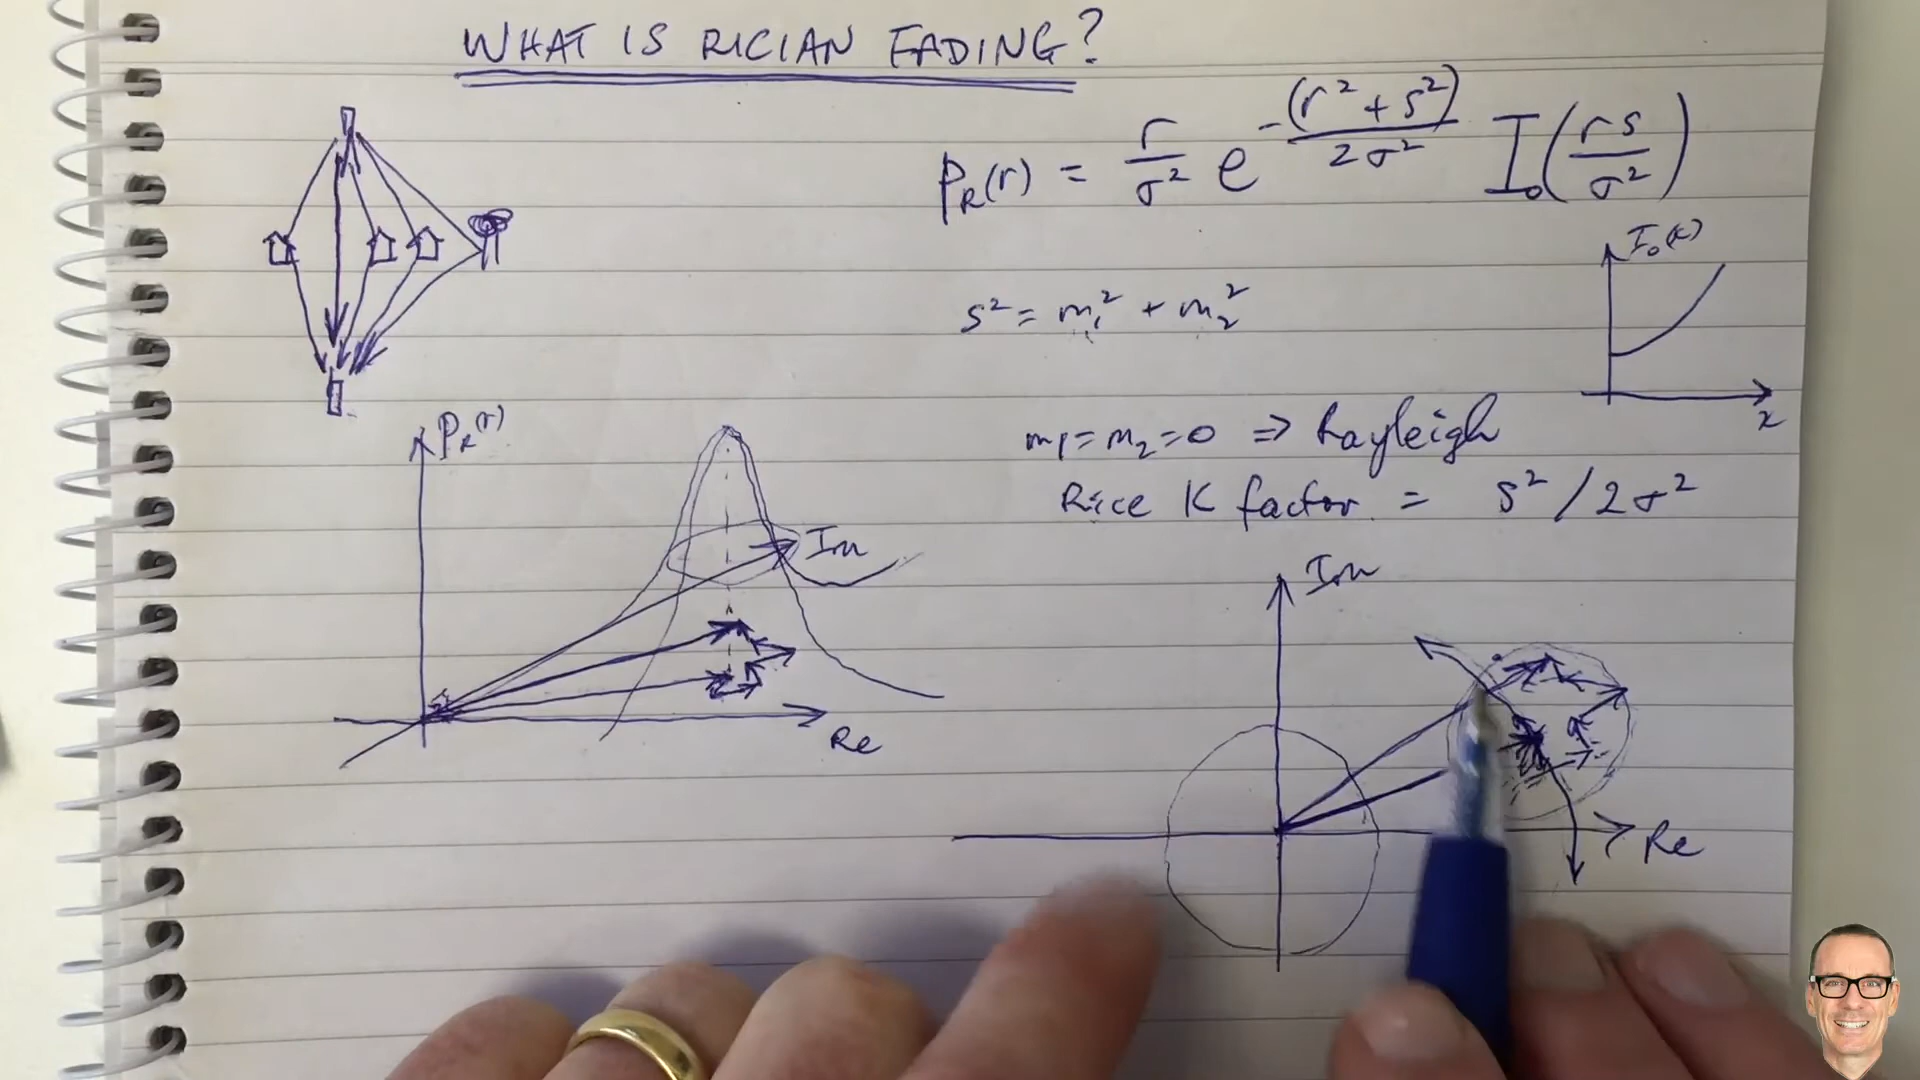 WHAT IS RICIAN FADING?
P_R(r) = r/σ² e^(-(r² + s²)/2σ²) I₀(rs/σ²)
I₀(x)
x
s² = m₁² + m₂²
m₁ = m₂ = 0 ⇒ Rayleigh
Rice K factor = s²/2σ²
P_R(r)
Im
Re
Im
Re